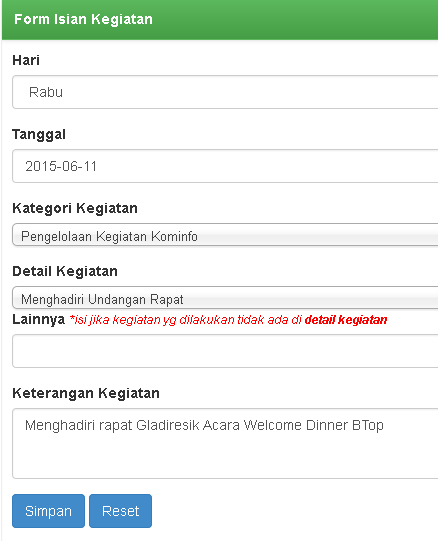 Form Isian Kegiatan
Hari
Rabu
Tanggal
2015-06-11
Kategori Kegiatan
Pengelolaan Kegiatan Kominfo
Detail Kegiatan
Menghadiri Undangan Rapat
Lainnya *isi jika kegiatan yg dilakukan tidak ada di detail kegiatan
Keterangan Kegiatan
Menghadiri rapat Gladiresik Acara Welcome Dinner BTop
Simpan Reset